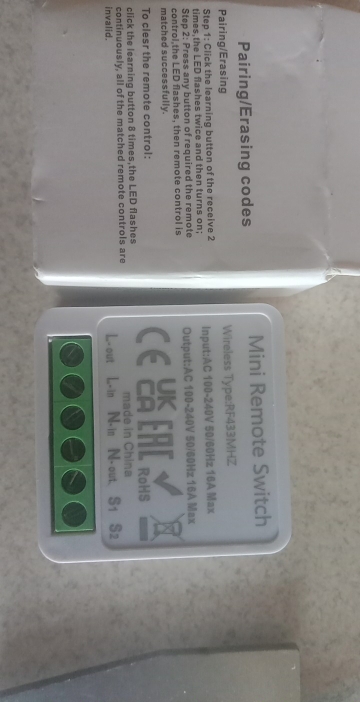 Pairing/Erasing codes
Pairing/Erasing
Step 1: Click the learning button of the receive 2
times,the LED flashes twice and then turns on;
Step 2: Press any button of required the remote
control,the LED flashes, then remote control is
matched successfully.
To clesr the remote control:
click the learning button 8 times,the LED flashes
continuously, all of the matched remote controls are
invalid.
Mini Remote Switch
Wireless Type:RF433MHZ
Input:AC 100-240V 50/60Hz 16A Max
Output:AC 100-240V 50/60Hz 16A Max
CE UK CA EAC RoHS
made in China
L-out L-in N-in N-out S1 S2